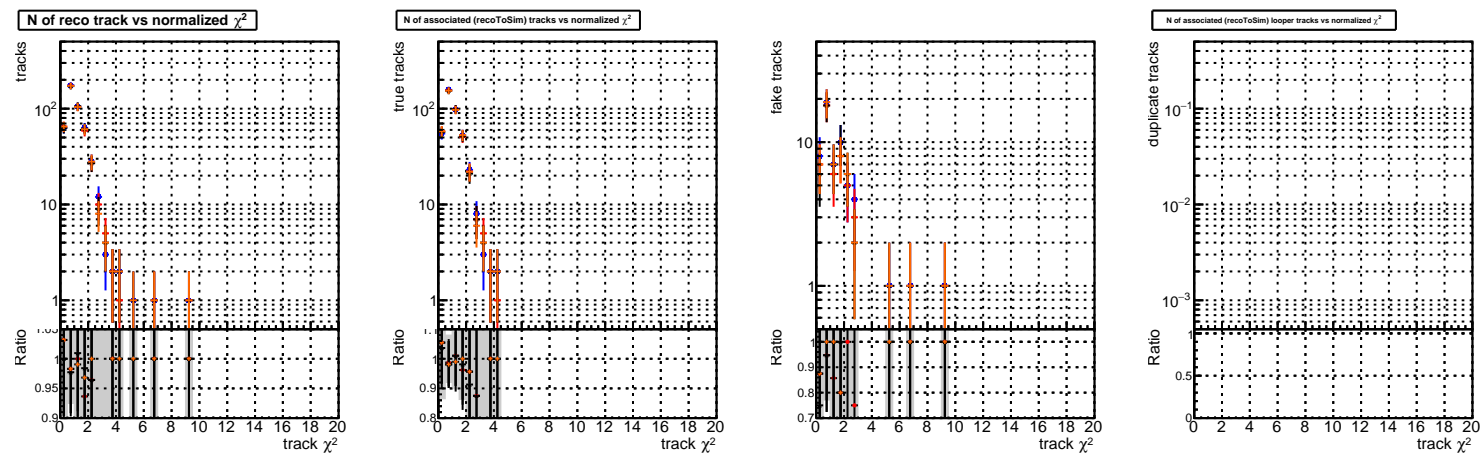 N of reco track vs normalized χ²
tracks
10²
10
1
Ratio
1.05
1
0.95
0.9
0 2 4 6 8 10 12 14 16 18 20
track χ²
N of associated (recoToSim) tracks vs normalized χ²
true tracks
10²
10
1
Ratio
1.1
1
0.9
0.8
0 2 4 6 8 10 12 14 16 18 20
track χ²
fake tracks
10
1
Ratio
1
0.9
0.8
0.7
0 2 4 6 8 10 12 14 16 18 20
track χ²
N of associated (recoToSim) looper tracks vs normalized χ²
duplicate tracks
10⁻¹
10⁻²
10⁻³
Ratio
1
0.5
0
0 2 4 6 8 10 12 14 16 18 20
track χ²